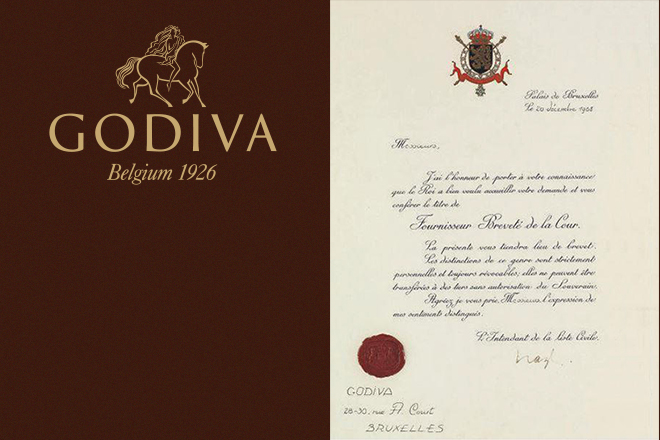 GODIVA
Belgium 1926
Palais de Bruxelles
Le 20 décembre 1968
Messieurs,
J'ai l'honneur de porter à votre connaissance
que le Roi a bien voulu accueillir votre demande et vous
conférer le titre de
Fournisseur Breveté de la Cour.
La présente vous tiendra lieu de brevet.
Les distinctions de ce genre sont strictement
personnelles et toujours révocables; elles ne peuvent être
transférées à des tiers sans autorisation du Souverain.
Agréez, je vous prie, Messieurs l'expression de
mes sentiments distingués.
L'Intendant de la Liste Civile.
GODIVA
28-30, rue A. Court
BRUXELLES